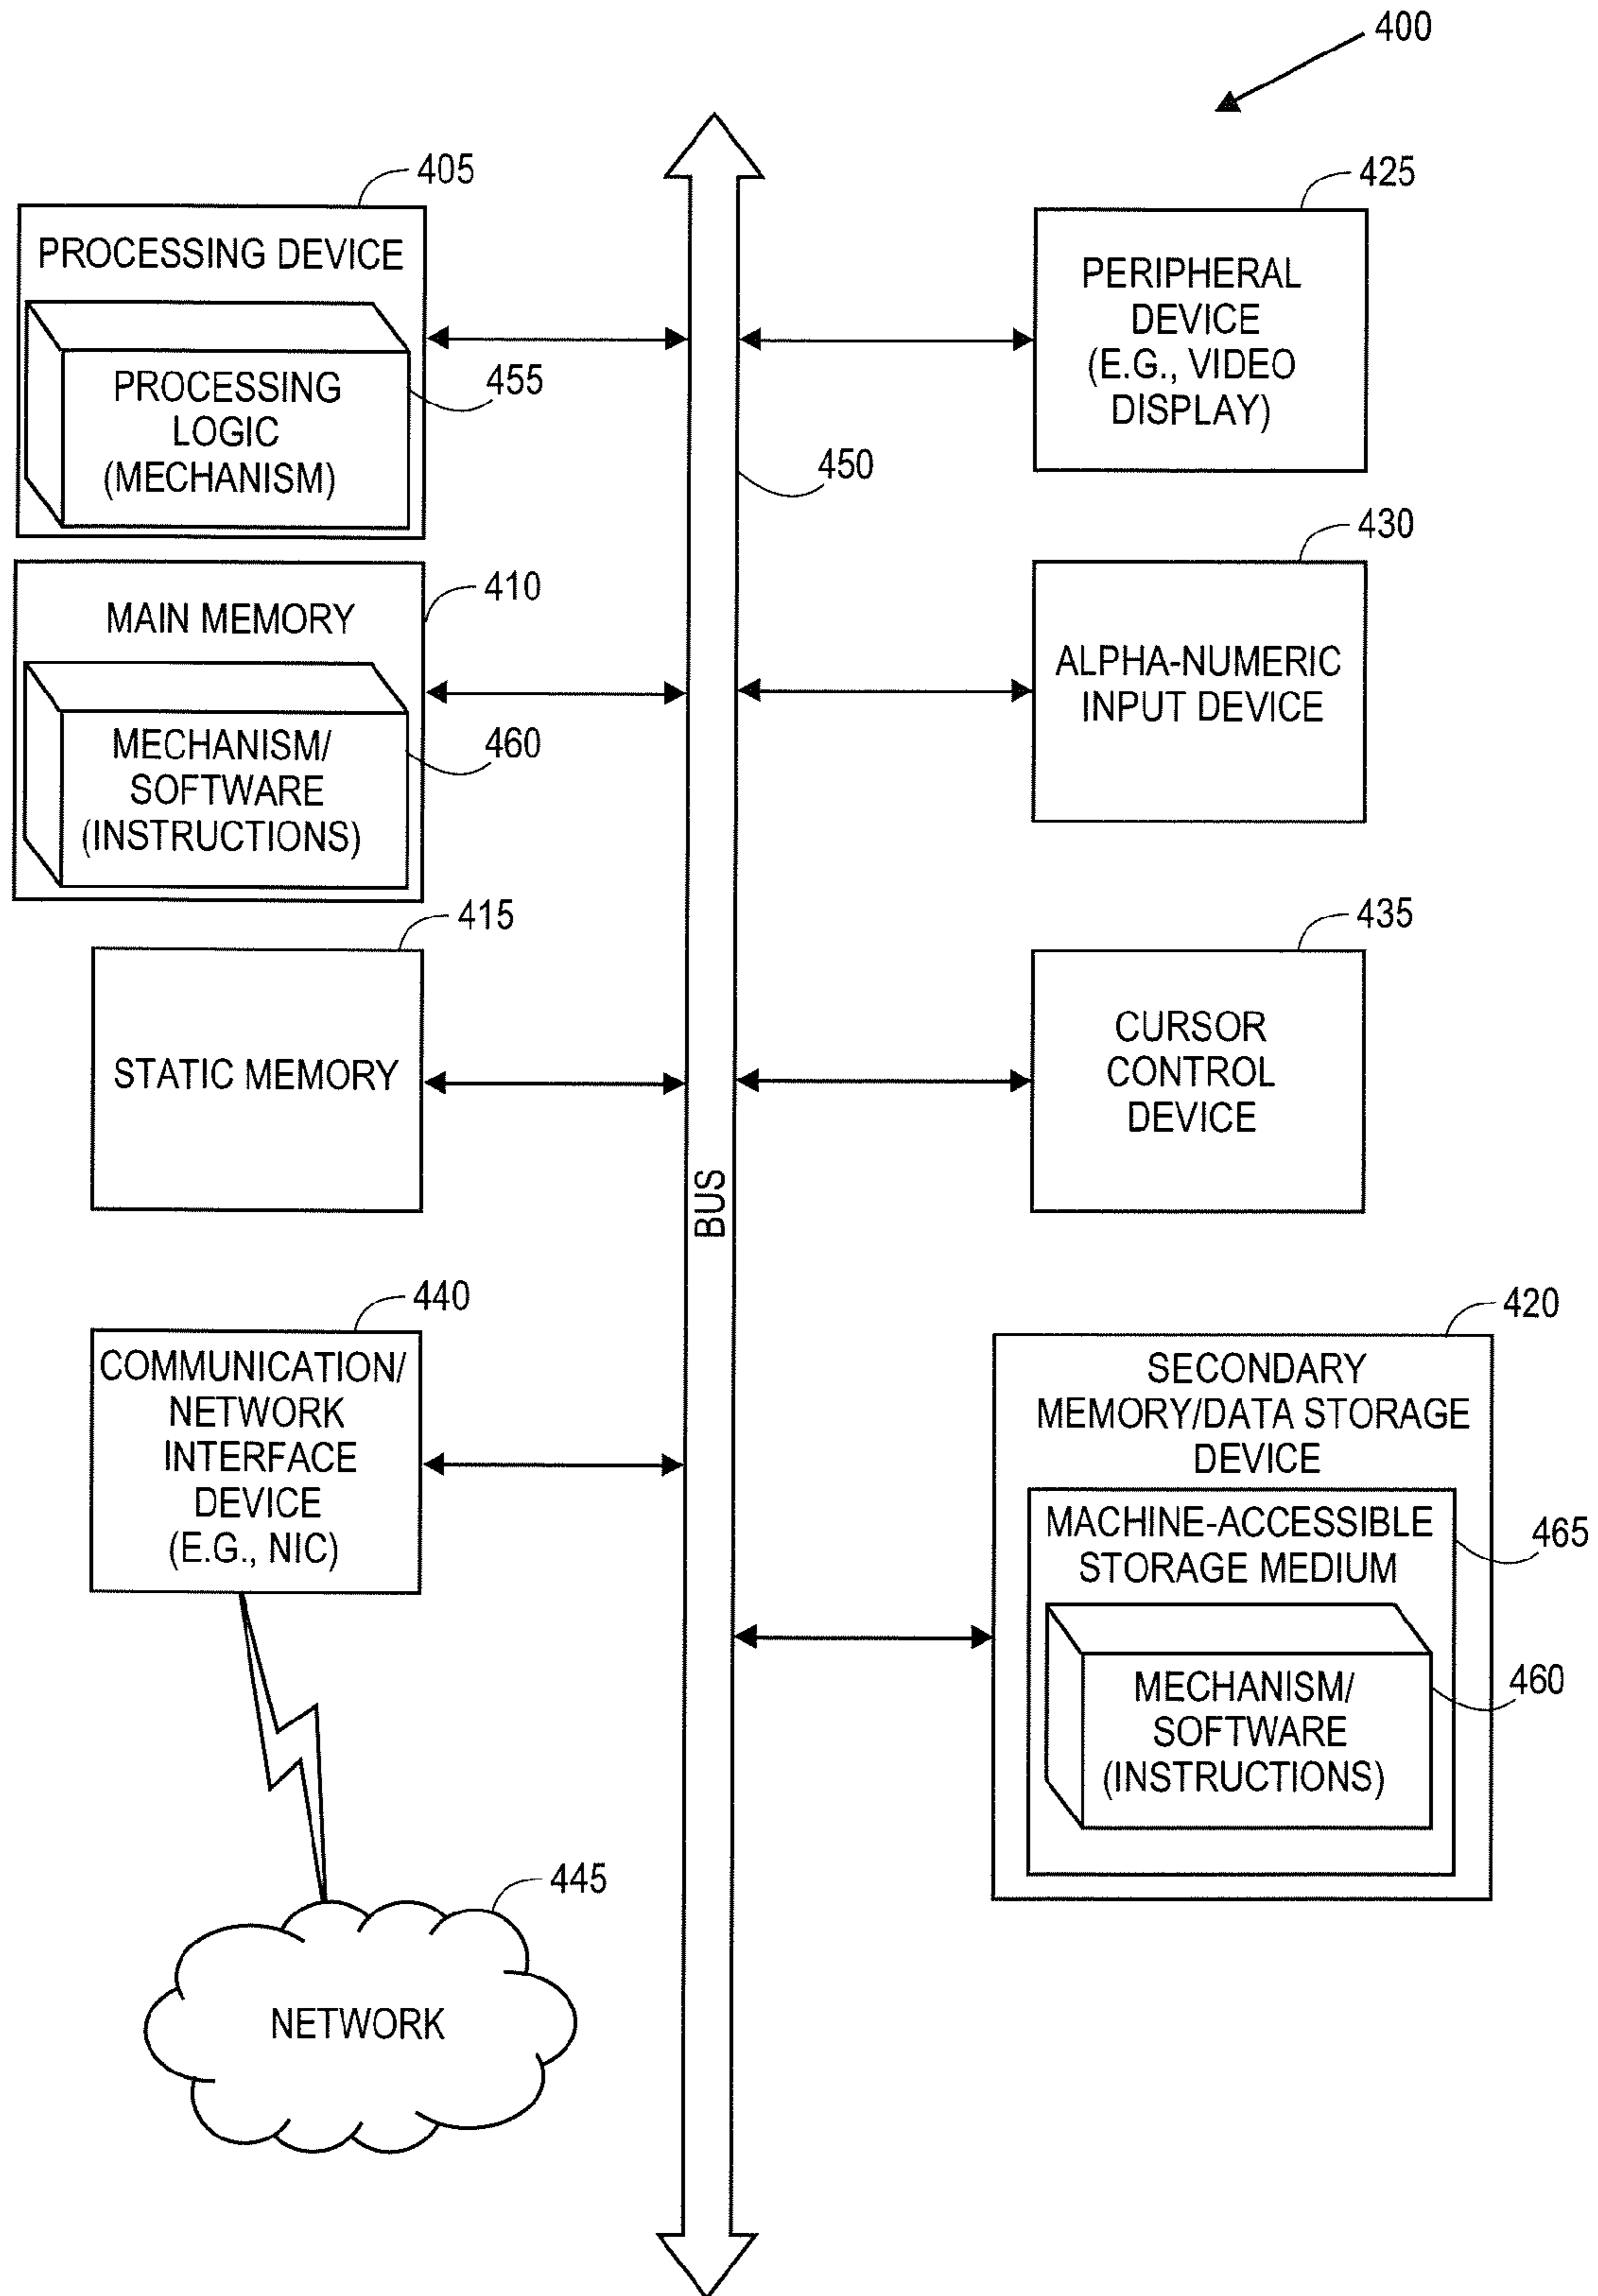 400
405
PROCESSING DEVICE
PROCESSING
LOGIC
(MECHANISM)
455
410
MAIN MEMORY
MECHANISM/
SOFTWARE
(INSTRUCTIONS)
460
415
STATIC MEMORY
440
COMMUNICATION/
NETWORK
INTERFACE
DEVICE
(E.G., NIC)
445
NETWORK
BUS
450
425
PERIPHERAL
DEVICE
(E.G., VIDEO
DISPLAY)
430
ALPHA-NUMERIC
INPUT DEVICE
435
CURSOR
CONTROL
DEVICE
420
SECONDARY
MEMORY/DATA STORAGE
DEVICE
MACHINE-ACCESSIBLE
STORAGE MEDIUM
465
MECHANISM/
SOFTWARE
(INSTRUCTIONS)
460